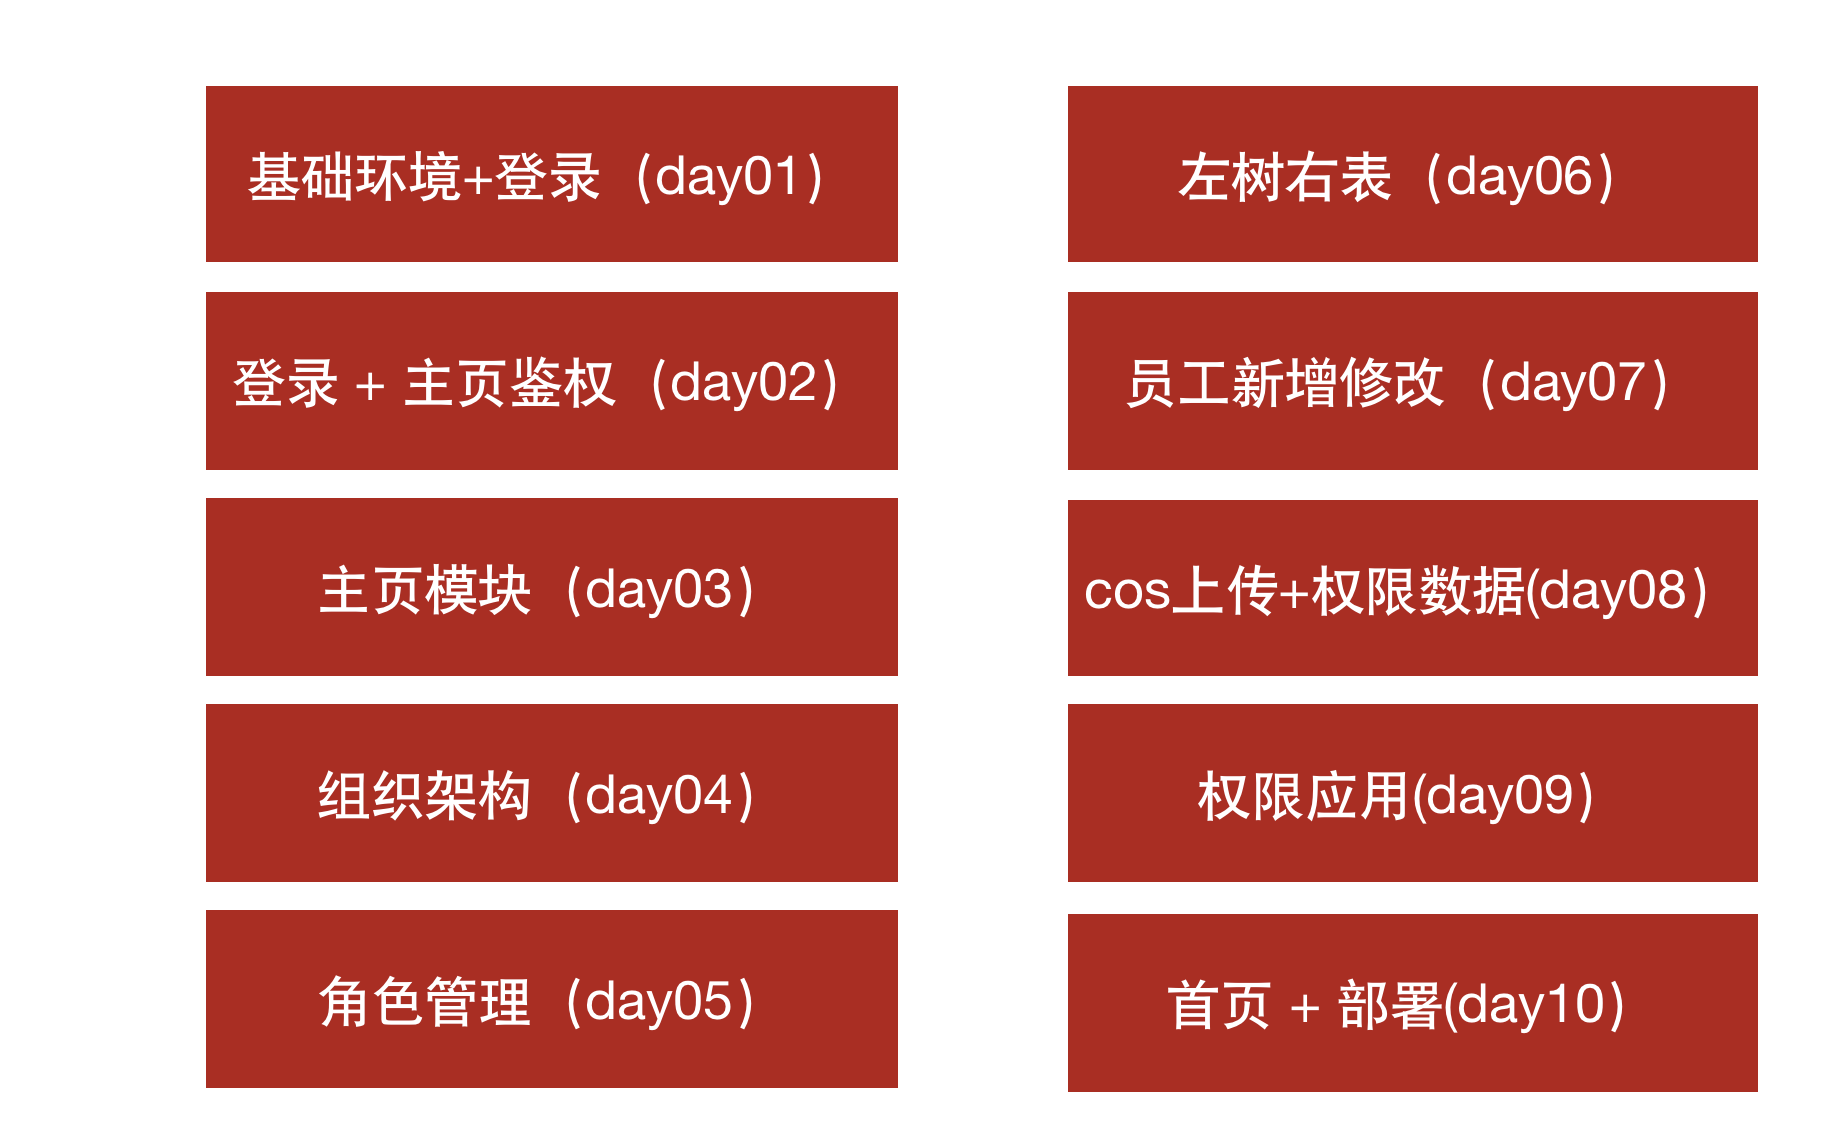 基础环境+登录（day01）
登录 + 主页鉴权（day02）
主页模块（day03）
组织架构（day04）
角色管理（day05）
左树右表（day06）
员工新增修改（day07）
cos上传+权限数据(day08）
权限应用(day09）
首页 + 部署(day10）